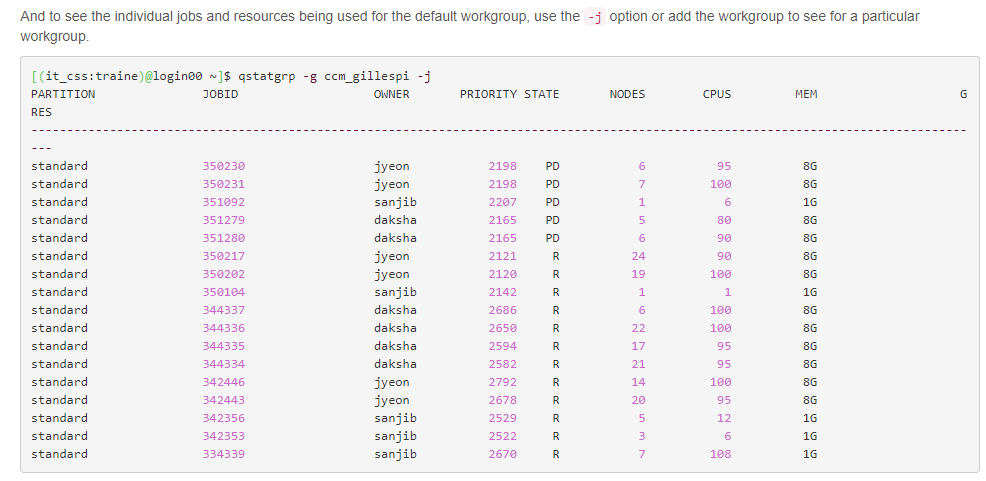 And to see the individual jobs and resources being used for the default workgroup, use the -j option or add the workgroup to see for a particular
workgroup.
[(it_css:traine)@login00 ~]$ qstatgrp -g ccm_gillespi -j
PARTITION JOBID OWNER PRIORITY STATE NODES CPUS MEM G
RES
----------------------------------------------------------------------------------------------------------------------------------
---
standard 350230 jyeon 2198 PD 6 95 8G
standard 350231 jyeon 2198 PD 7 100 8G
standard 351092 sanjib 2207 PD 1 6 1G
standard 351279 daksha 2165 PD 5 80 8G
standard 351280 daksha 2165 PD 6 90 8G
standard 350217 jyeon 2121 R 24 90 8G
standard 350202 jyeon 2120 R 19 100 8G
standard 350104 sanjib 2142 R 1 1 1G
standard 344337 daksha 2686 R 6 100 8G
standard 344336 daksha 2650 R 22 100 8G
standard 344335 daksha 2594 R 17 95 8G
standard 344334 daksha 2582 R 21 95 8G
standard 342446 jyeon 2792 R 14 100 8G
standard 342443 jyeon 2678 R 20 95 8G
standard 342356 sanjib 2529 R 5 12 1G
standard 342353 sanjib 2522 R 3 6 1G
standard 334339 sanjib 2670 R 7 108 1G